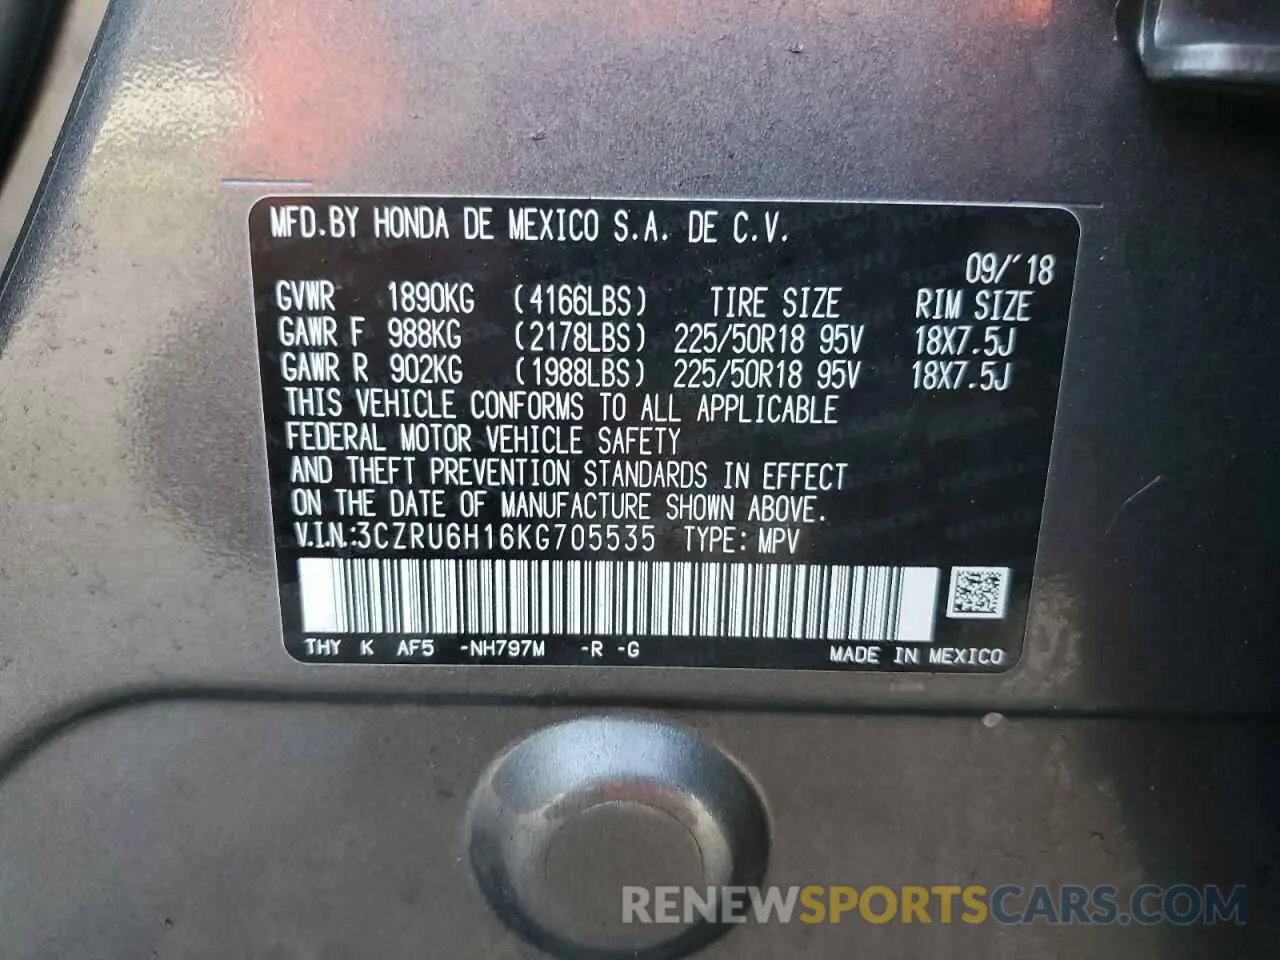 MFD.BY HONDA DE MEXICO S.A. DE C.V.
09/'18
GVWR 1890KG (4166LBS) TIRE SIZE RIM SIZE
GAWR F 988KG (2178LBS) 225/50R18 95V 18X7.5J
GAWR R 902KG (1988LBS) 225/50R18 95V 18X7.5J
THIS VEHICLE CONFORMS TO ALL APPLICABLE
FEDERAL MOTOR VEHICLE SAFETY
AND THEFT PREVENTION STANDARDS IN EFFECT
ON THE DATE OF MANUFACTURE SHOWN ABOVE.
V.I.N.:3CZRU6H16KG705535 TYPE: MPV
THY K AF5 -NH797M -R -G MADE IN MEXICO
RENEWSPORTSCARS.COM